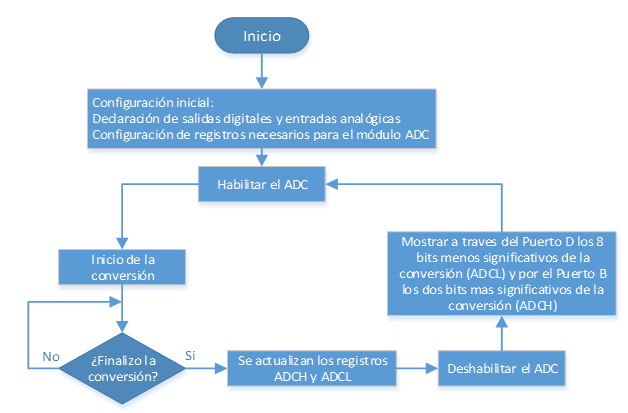 Inicio
Configuración inicial:
Declaración de salidas digitales y entradas analógicas
Configuración de registros necesarios para el módulo ADC
Habilitar el ADC
Inicio de la
conversión
¿Finalizo la
conversión?
No
Si
Se actualizan los registros
ADCH y ADCL
Deshabilitar el ADC
Mostrar a traves del Puerto D los 8
bits menos significativos de la
conversión (ADCL) y por el Puerto B
los dos bits mas significativos de la
conversión (ADCH)